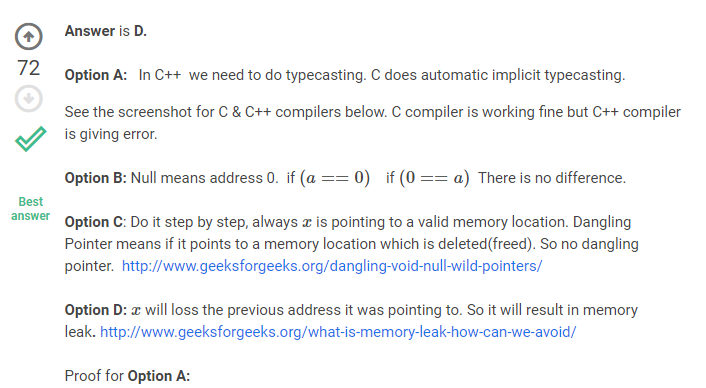 Answer is D.
72
Option A: In C++ we need to do typecasting. C does automatic implicit typecasting.
See the screenshot for C & C++ compilers below. C compiler is working fine but C++ compiler
is giving error.
Option B: Null means address 0. if (a == 0) if (0 == a) There is no difference.
Best
answer
Option C: Do it step by step, always x is pointing to a valid memory location. Dangling
Pointer means if it points to a memory location which is deleted(freed). So no dangling
pointer. http://www.geeksforgeeks.org/dangling-void-null-wild-pointers/
Option D: x will loss the previous address it was pointing to. So it will result in memory
leak. http://www.geeksforgeeks.org/what-is-memory-leak-how-can-we-avoid/
Proof for Option A: